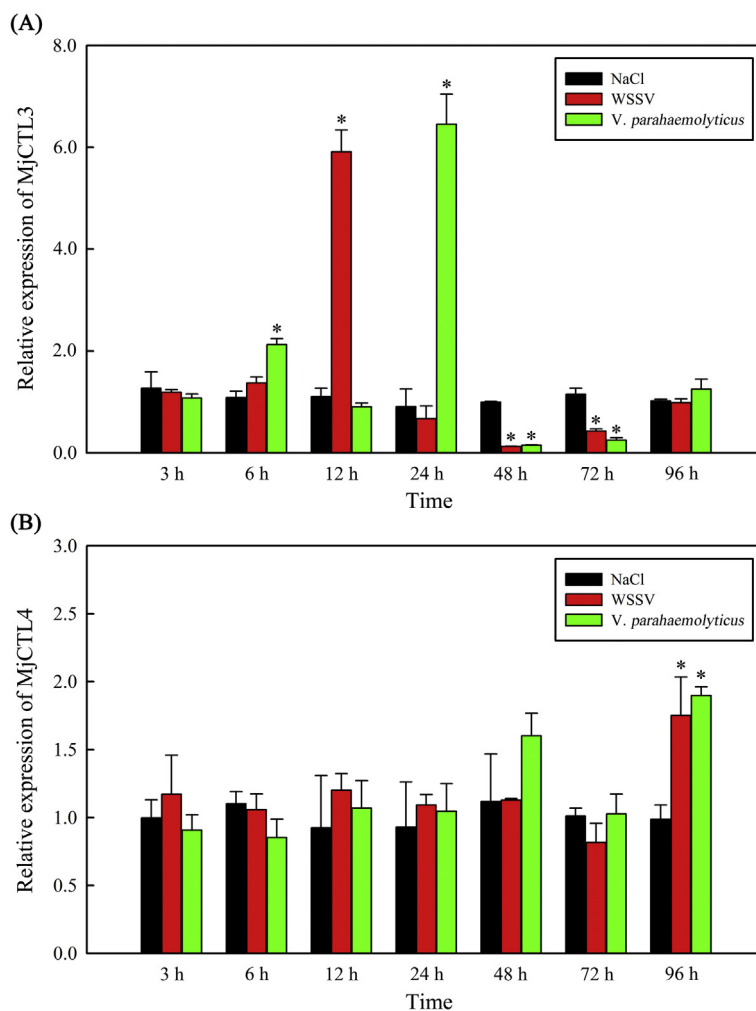 (A)
Relative expression of MjCTL3
8.0
6.0
4.0
2.0
0.0
NaCl
WSSV
V. parahaemolyticus
*
*
*
* *
* *
3 h 6 h 12 h 24 h 48 h 72 h 96 h
Time
(B)
Relative expression of MjCTL4
3.0
2.5
2.0
1.5
1.0
0.5
0.0
NaCl
WSSV
V. parahaemolyticus
* *
3 h 6 h 12 h 24 h 48 h 72 h 96 h
Time